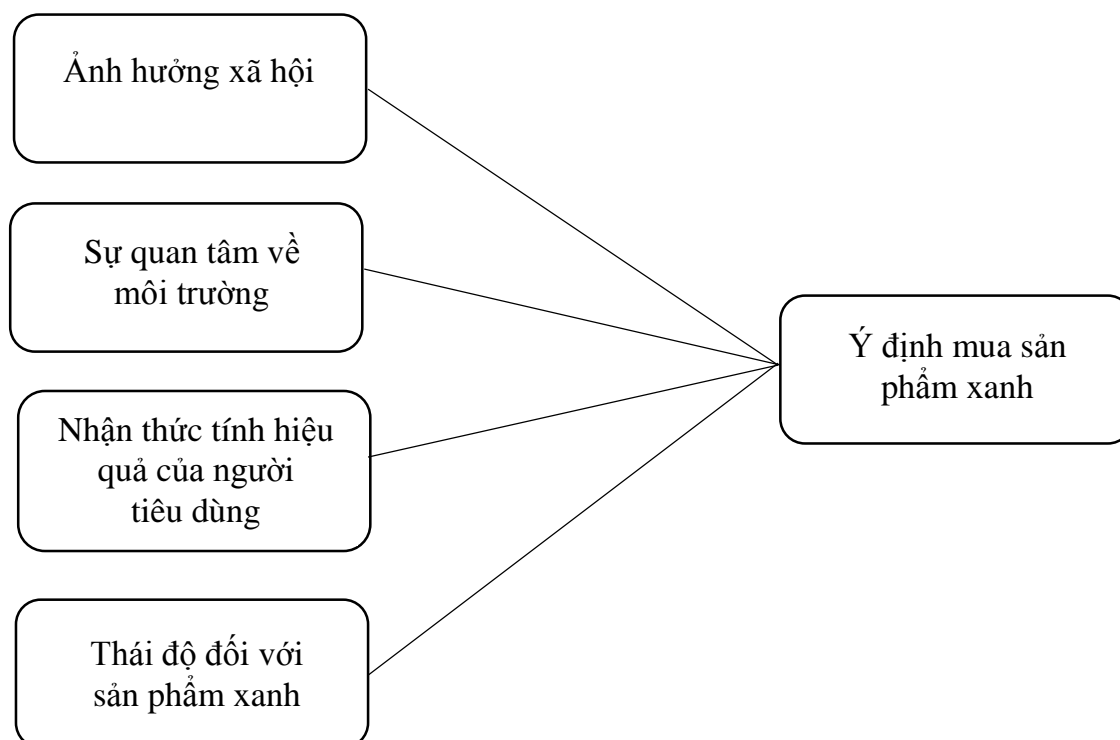 Ảnh hưởng xã hội
Sự quan tâm về
môi trường
Nhận thức tính hiệu
quả của người
tiêu dùng
Thái độ đối với
sản phẩm xanh
Ý định mua sản
phẩm xanh